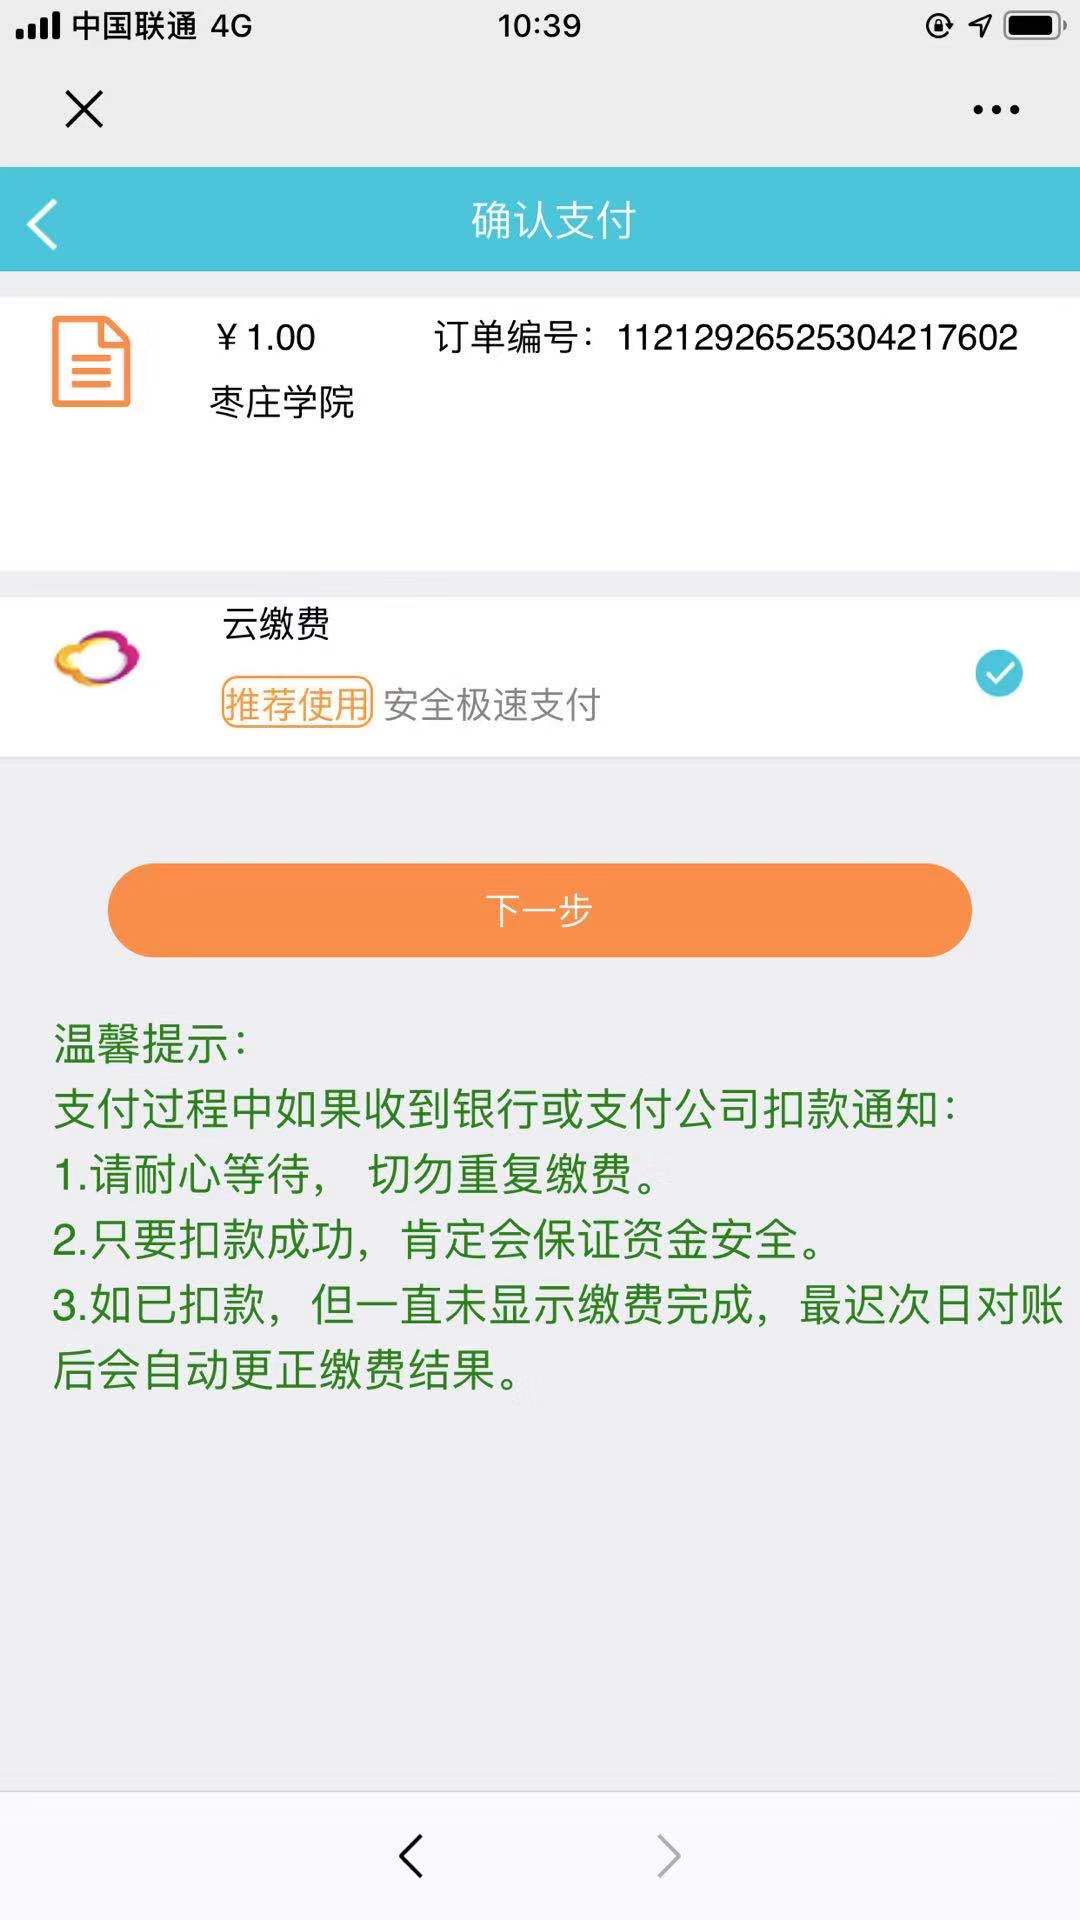 中国联通 4G 10:39
确认支付
￥1.00 订单编号：11212926525304217602
枣庄学院
云缴费
推荐使用 安全极速支付
下一步
温馨提示：
支付过程中如果收到银行或支付公司扣款通知：
1.请耐心等待， 切勿重复缴费。
2.只要扣款成功，肯定会保证资金安全。
3.如已扣款，但一直未显示缴费完成，最迟次日对账
后会自动更正缴费结果。